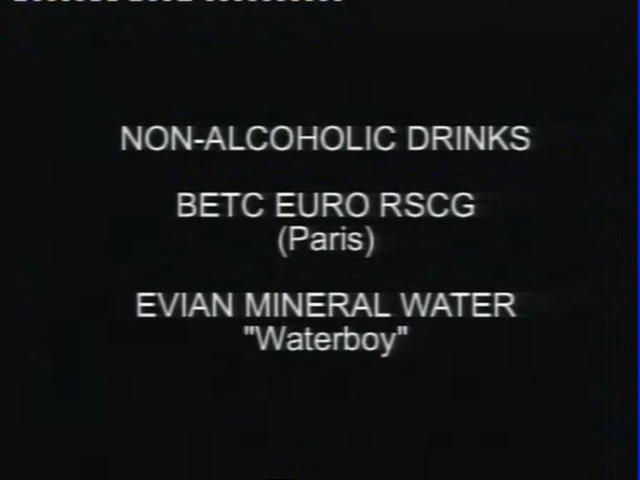 NON-ALCOHOLIC DRINKS
BETC EURO RSCG
(Paris)
EVIAN MINERAL WATER
"Waterboy"